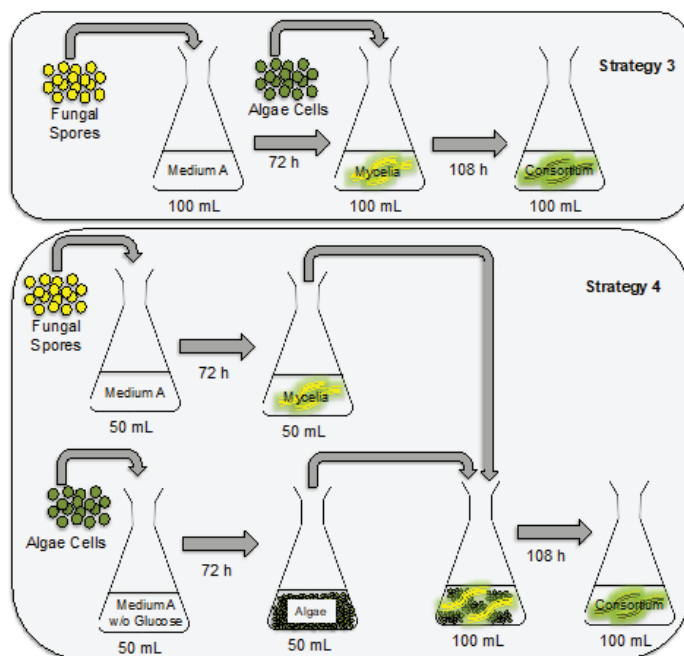 Strategy 3
Fungal
Spores
Algae Cells
Medium A
72 h
Mycelia
108 h
Consortium
100 mL
100 mL
100 mL
Strategy 4
Fungal
Spores
72 h
Medium A
Mycelia
50 mL
50 mL
Algae Cells
72 h
108 h
Medium A
w/o Glucose
Algae
Consortium
50 mL
50 mL
100 mL
100 mL